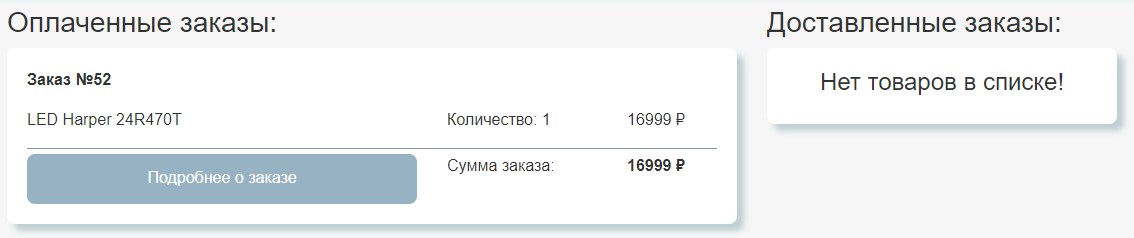 Оплаченные заказы:
Заказ №52
LED Harper 24R470T Количество: 1 16999 ₽
Подробнее о заказе Сумма заказа: 16999 ₽
Доставленные заказы:
Нет товаров в списке!